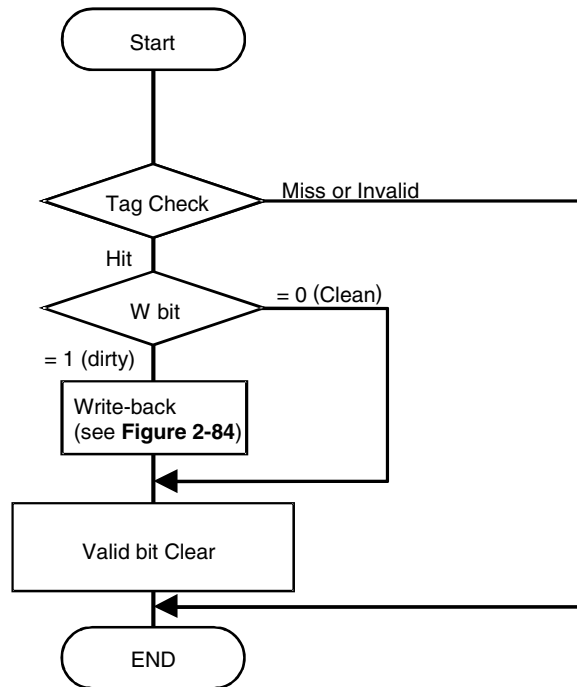 Start
Tag Check
Miss or Invalid
Hit
W bit
= 0 (Clean)
= 1 (dirty)
Write-back
(see Figure 2-84)
Valid bit Clear
END